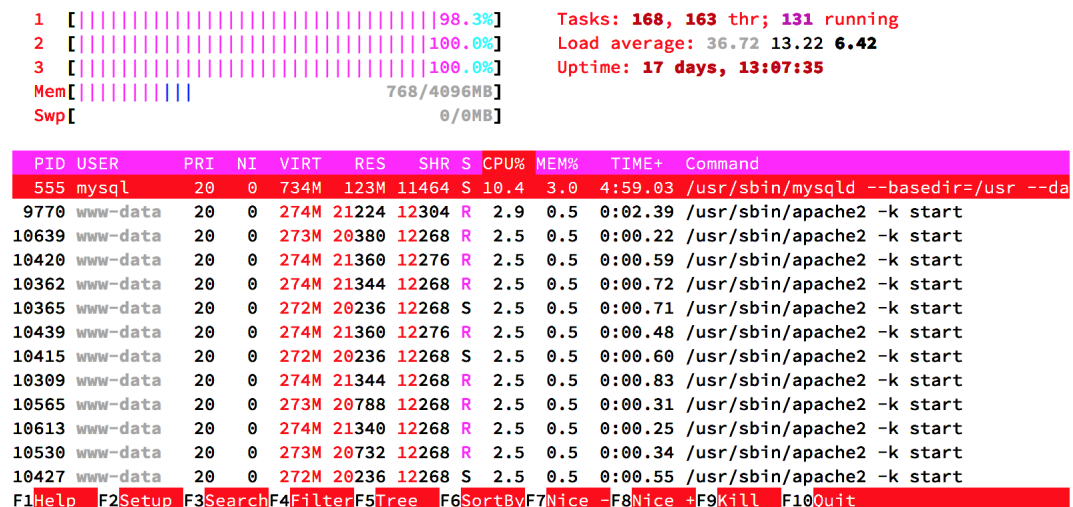 1 [||||||||||||||||||||||||||||||||||98.3%]
2 [|||||||||||||||||||||||||||||||||100.0%]
3 [|||||||||||||||||||||||||||||||||100.0%]
Mem[||||||||||| 768/4096MB]
Swp[ 0/0MB]
Tasks: 168, 163 thr; 131 running
Load average: 36.72 13.22 6.42
Uptime: 17 days, 13:07:35
PID USER PRI NI VIRT RES SHR S CPU% MEM% TIME+ Command
555 mysql 20 0 734M 123M 11464 S 10.4 3.0 4:59.03 /usr/sbin/mysqld --basedir=/usr --da
9770 www-data 20 0 274M 21224 12304 R 2.9 0.5 0:02.39 /usr/sbin/apache2 -k start
10639 www-data 20 0 273M 20380 12268 R 2.5 0.5 0:00.22 /usr/sbin/apache2 -k start
10420 www-data 20 0 274M 21360 12276 R 2.5 0.5 0:00.59 /usr/sbin/apache2 -k start
10362 www-data 20 0 274M 21344 12268 R 2.5 0.5 0:00.72 /usr/sbin/apache2 -k start
10365 www-data 20 0 272M 20236 12268 S 2.5 0.5 0:00.71 /usr/sbin/apache2 -k start
10439 www-data 20 0 274M 21360 12276 R 2.5 0.5 0:00.48 /usr/sbin/apache2 -k start
10415 www-data 20 0 272M 20236 12268 S 2.5 0.5 0:00.60 /usr/sbin/apache2 -k start
10309 www-data 20 0 274M 21344 12268 R 2.5 0.5 0:00.83 /usr/sbin/apache2 -k start
10565 www-data 20 0 273M 20788 12268 R 2.5 0.5 0:00.31 /usr/sbin/apache2 -k start
10613 www-data 20 0 274M 21340 12268 R 2.5 0.5 0:00.25 /usr/sbin/apache2 -k start
10530 www-data 20 0 273M 20732 12268 R 2.5 0.5 0:00.34 /usr/sbin/apache2 -k start
10427 www-data 20 0 272M 20236 12268 S 2.5 0.5 0:00.55 /usr/sbin/apache2 -k start
F1Help F2Setup F3SearchF4FilterF5Tree F6SortByF7Nice -F8Nice +F9Kill F10Quit